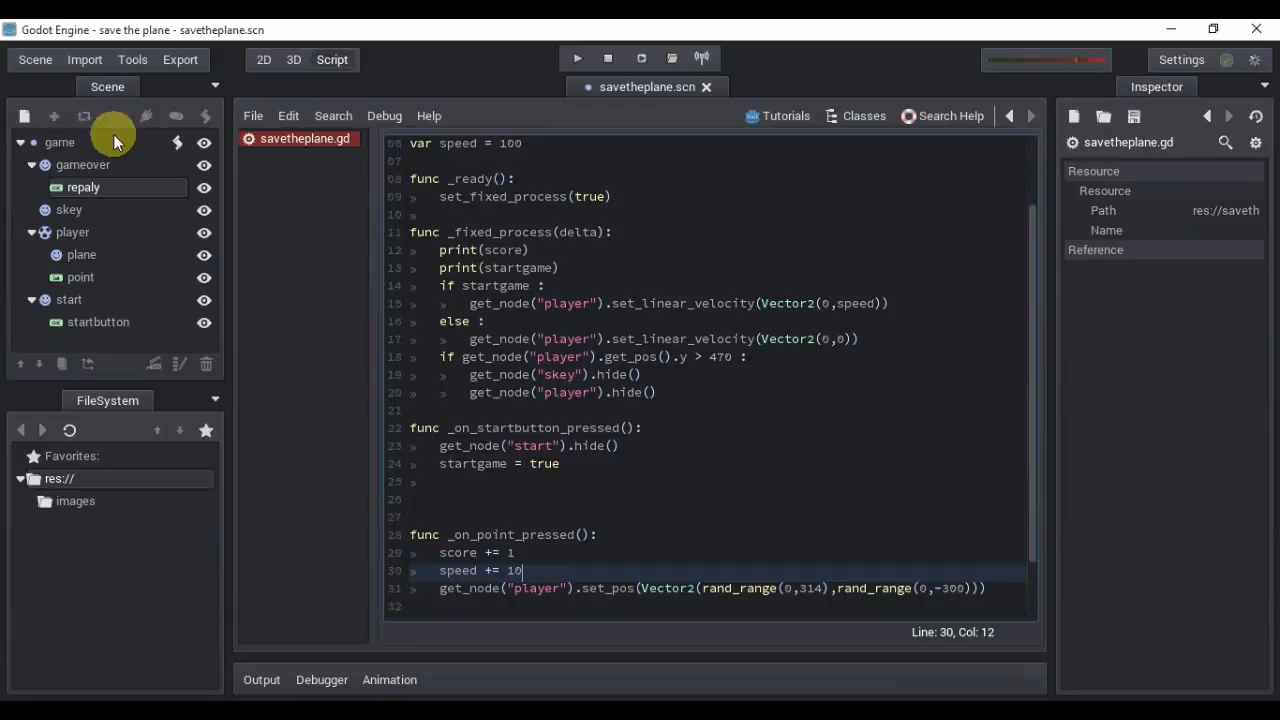 Godot Engine - save the plane - savetheplane.scn
Scene Import Tools Export 2D 3D Script Settings
Scene savetheplane.scn Inspector
File Edit Search Debug Help Tutorials Classes Search Help
game savetheplane.gd savetheplane.gd
gameover
repaly
skey
player
plane
point
start
startbutton
FileSystem
Favorites:
res://
images
06 var speed = 100
07
08 func _ready():
09 » set_fixed_process(true)
10 »
11 func _fixed_process(delta):
12 » print(score)
13 » print(startgame)
14 » if startgame :
15 » » get_node("player").set_linear_velocity(Vector2(0,speed))
16 » else :
17 » » get_node("player").set_linear_velocity(Vector2(0,0))
18 » if get_node("player").get_pos().y > 470 :
19 » » get_node("skey").hide()
20 » » get_node("player").hide()
21
22 func _on_startbutton_pressed():
23 » get_node("start").hide()
24 » startgame = true
25 »
26
27
28 func _on_point_pressed():
29 » score += 1
30 » speed += 10
31 » get_node("player").set_pos(Vector2(rand_range(0,314),rand_range(0,-300)))
32
Line: 30, Col: 12
Output Debugger Animation
Resource
Resource
Path res://saveth
Name
Reference